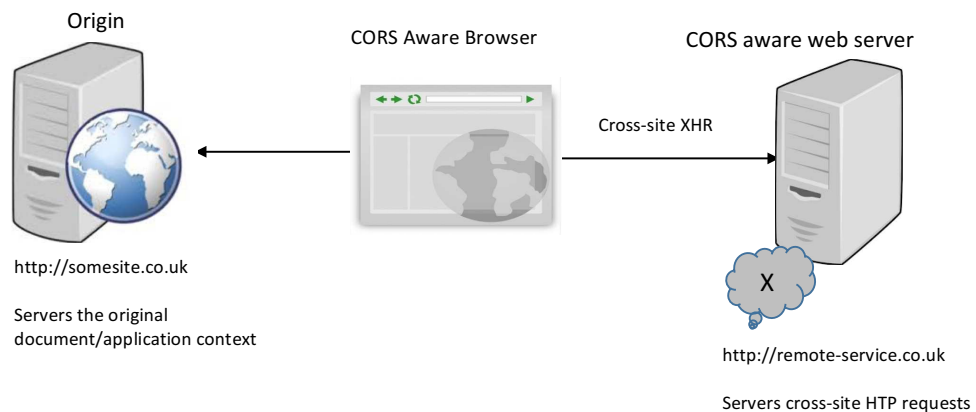 Origin
CORS Aware Browser
CORS aware web server
Cross-site XHR
http://somesite.co.uk
Servers the original
document/application context
X
http://remote-service.co.uk
Servers cross-site HTP requests